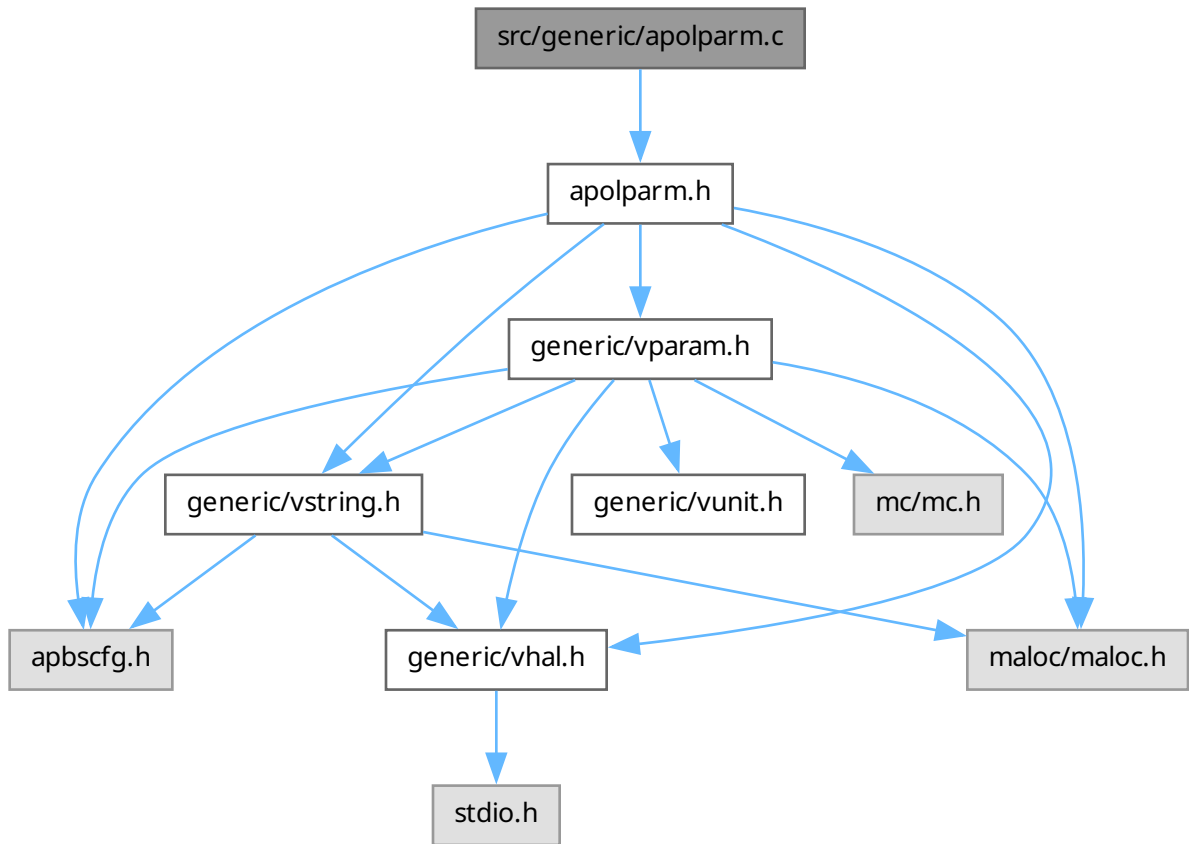 src/generic/apolparm.c
apolparm.h
generic/vparam.h
generic/vstring.h
generic/vunit.h
mc/mc.h
apbscfg.h
generic/vhal.h
maloc/maloc.h
stdio.h